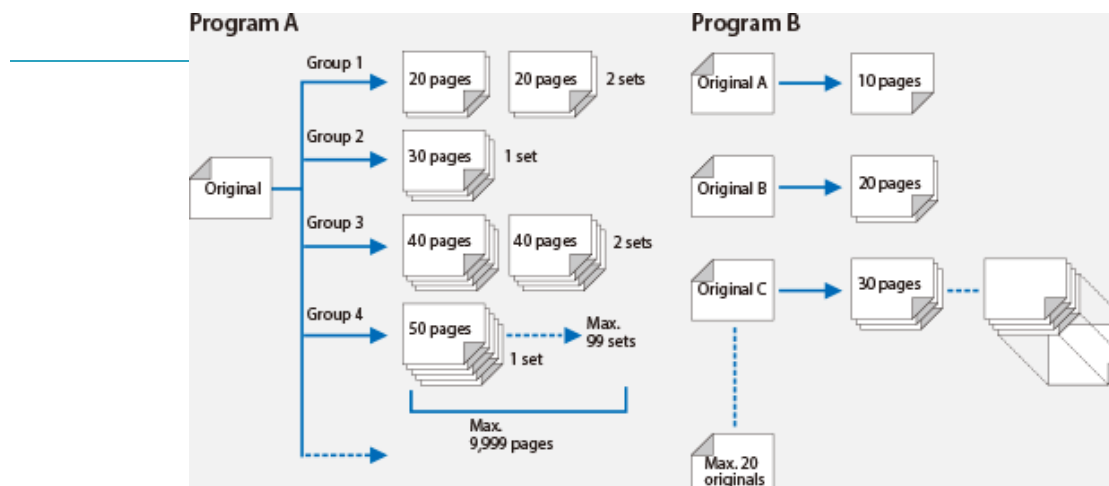 Program A
Group 1
20 pages
20 pages
2 sets
Group 2
30 pages
1 set
Original
Group 3
40 pages
40 pages
2 sets
Group 4
50 pages
1 set
Max.
99 sets
Max.
9,999 pages
Program B
Original A
10 pages
Original B
20 pages
Original C
30 pages
Max. 20
originals